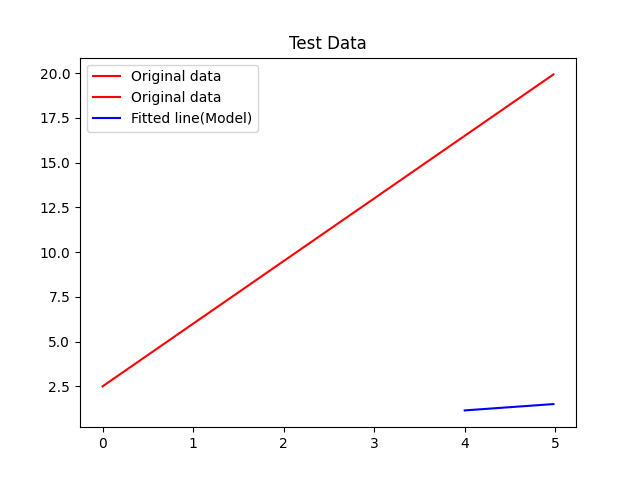 Test Data
Original data
Original data
Fitted line(Model)
20.0
17.5
15.0
12.5
10.0
7.5
5.0
2.5
0 1 2 3 4 5